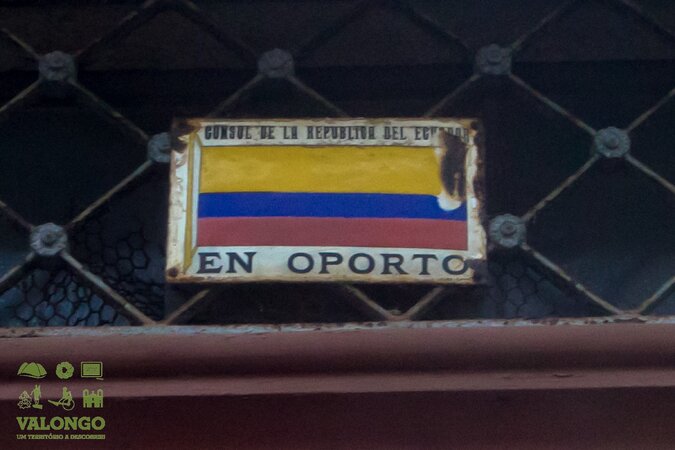 CONSUL DE LA REPUBLICA DEL ECUADOR
EN OPORTO
VALONGO
UM TERRITÓRIO A DESCOBRIR!